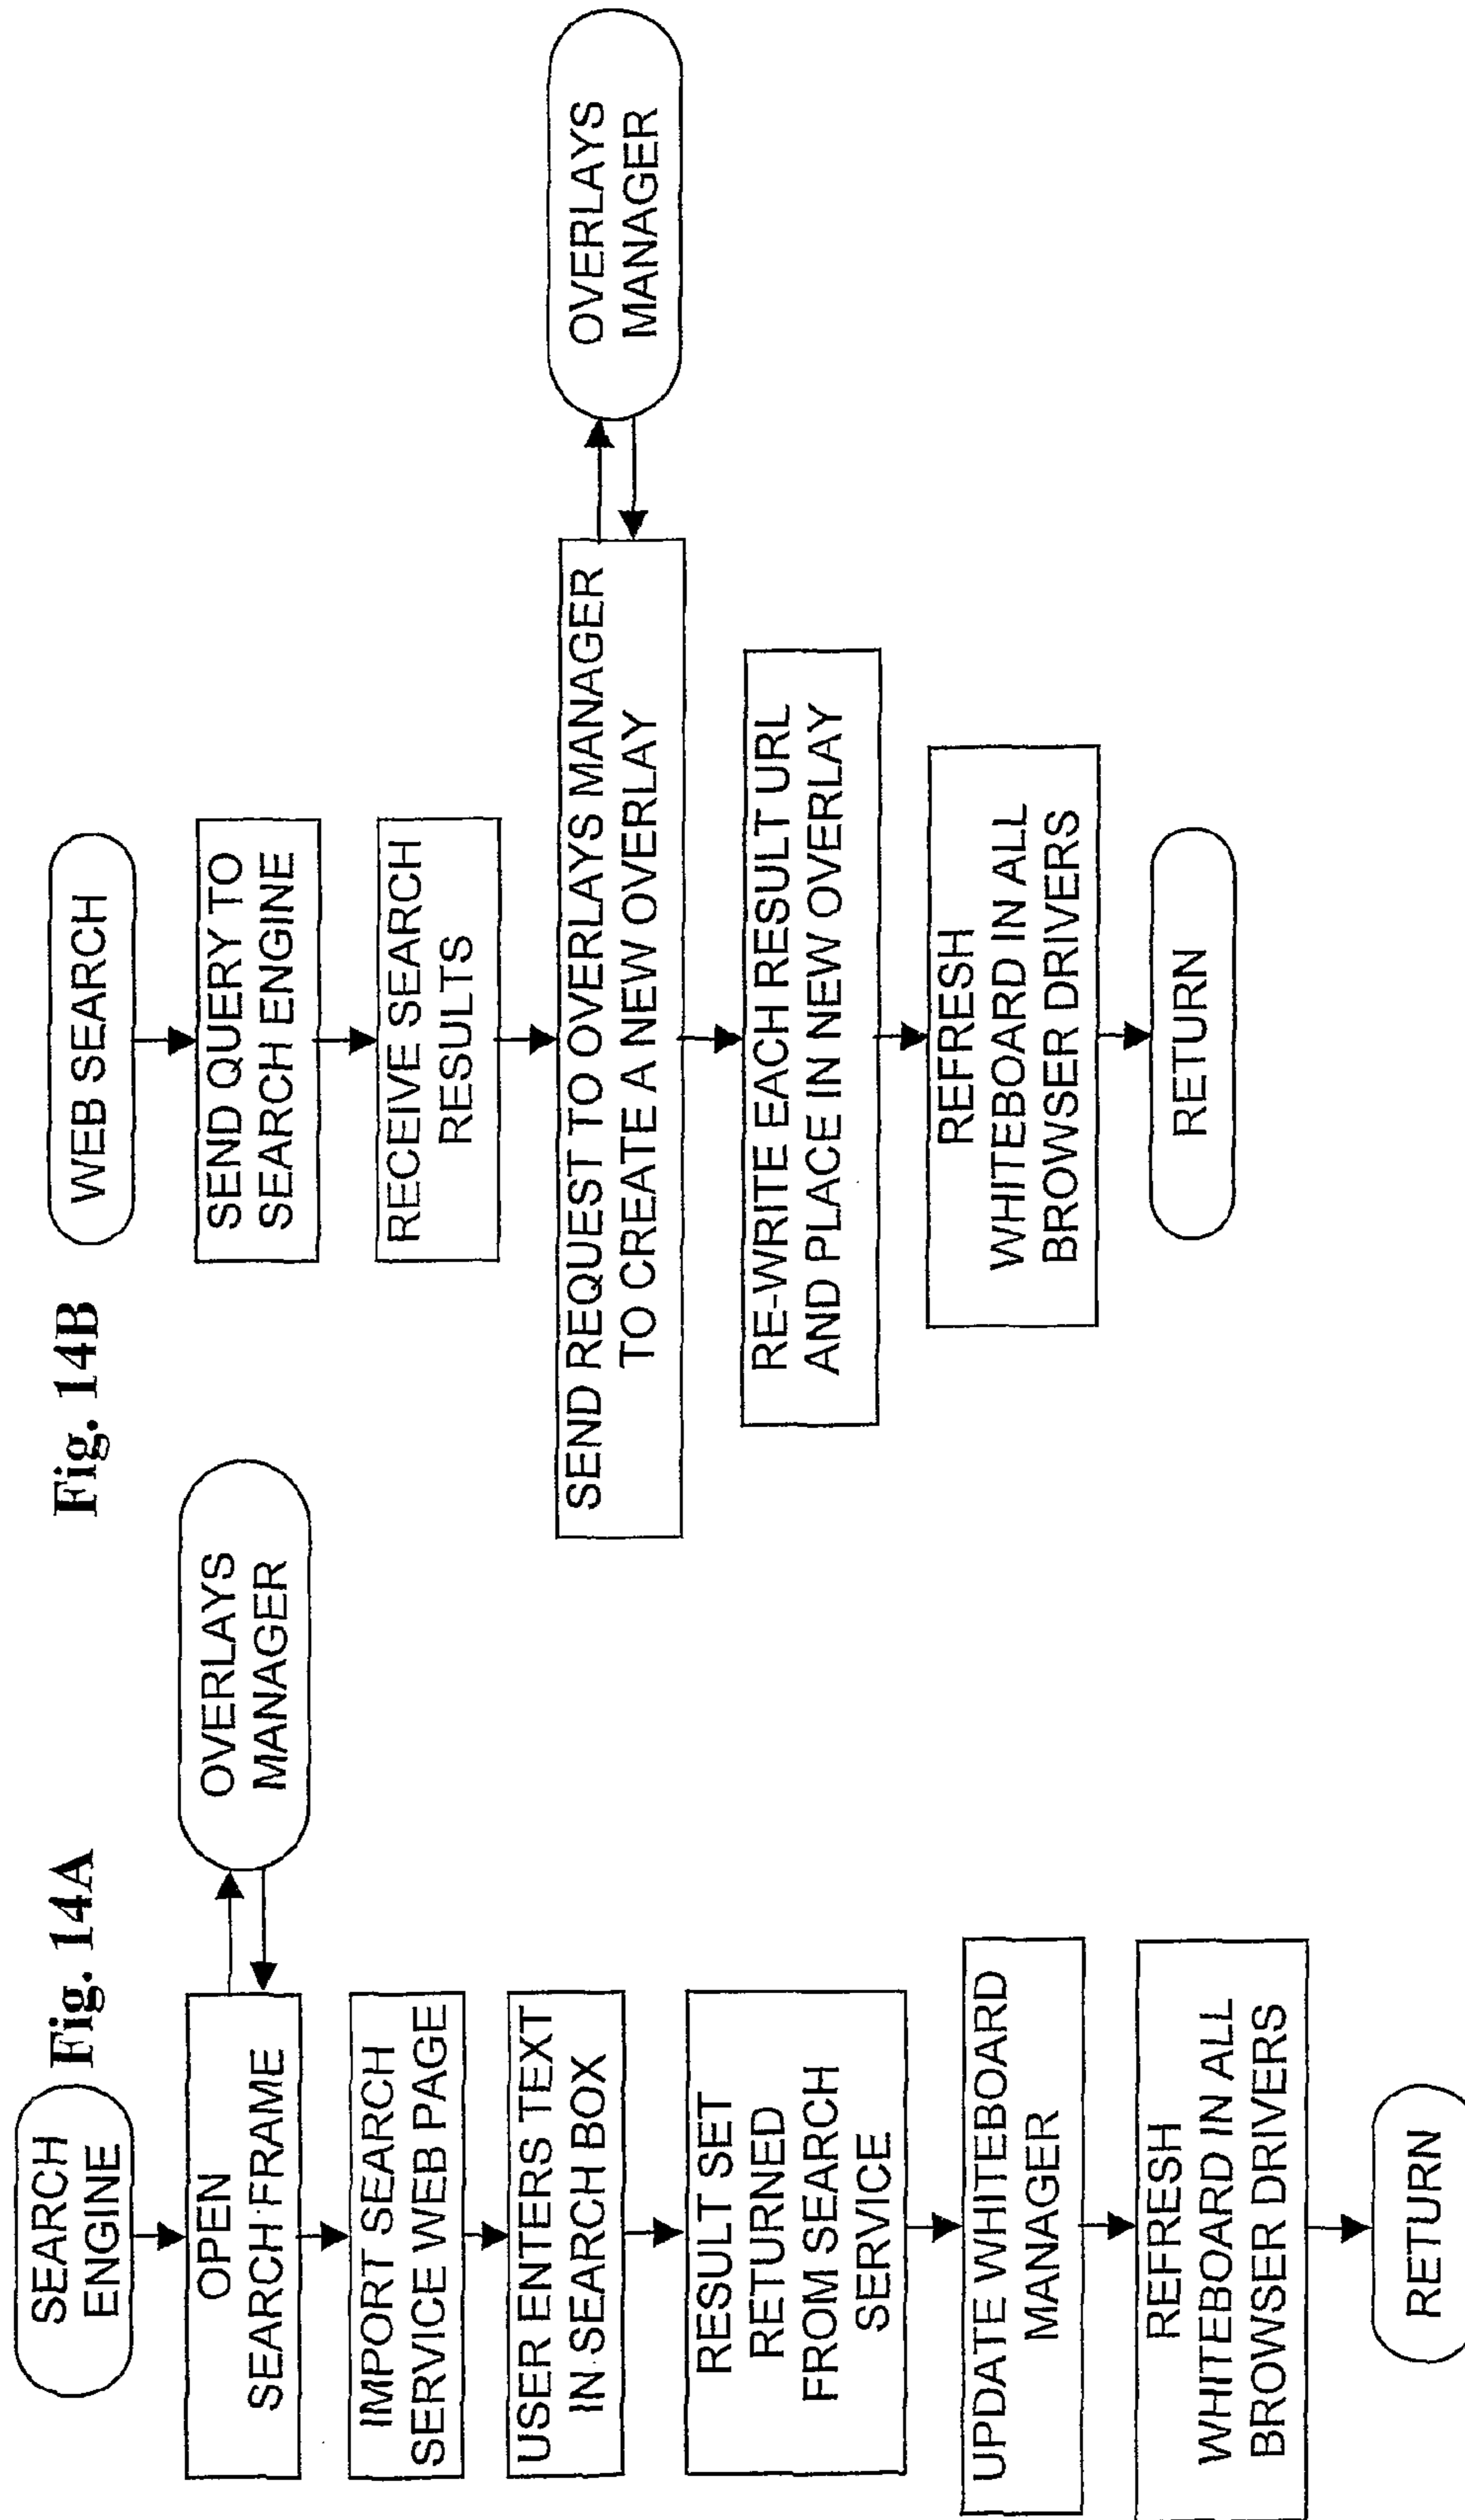 Fig. 14A
SEARCH
ENGINE
OPEN
SEARCH FRAME
OVERLAYS
MANAGER
IMPORT SEARCH
SERVICE WEB PAGE
USER ENTERS TEXT
IN SEARCH BOX
RESULT SET
RETURNED
FROM SEARCH
SERVICE
UPDATE WHITEBOARD
MANAGER
REFRESH
WHITEBOARD IN ALL
BROWSER DRIVERS
RETURN
Fig. 14B
WEB SEARCH
SEND QUERY TO
SEARCH ENGINE
RECEIVE SEARCH
RESULTS
SEND REQUEST TO OVERLAYS MANAGER
TO CREATE A NEW OVERLAY
OVERLAYS
MANAGER
RE-WRITE EACH RESULT URL
AND PLACE IN NEW OVERLAY
REFRESH
WHITEBOARD IN ALL
BROWSER DRIVERS
RETURN